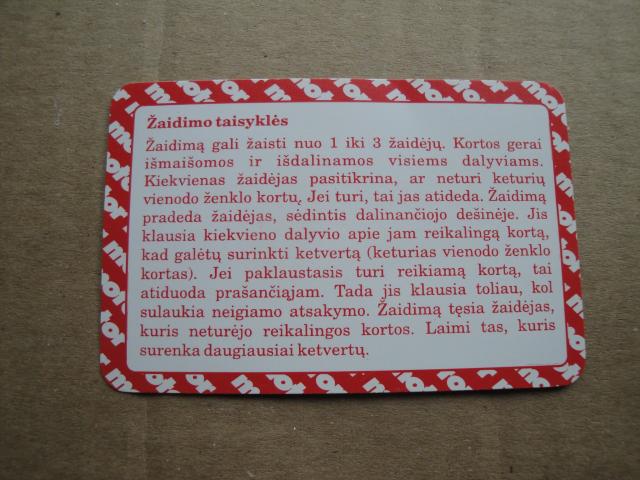 Žaidimo taisyklės
Žaidimą gali žaisti nuo 1 iki 3 žaidėjų. Kortos gerai
išmaišomos ir išdalinamos visiems dalyviams.
Kiekvienas žaidėjas pasitikrina, ar neturi keturių
vienodo ženklo kortų. Jei turi, tai jas atideda. Žaidimą
pradeda žaidėjas, sėdintis dalinančiojo dešinėje. Jis
klausia kiekvieno dalyvio apie jam reikalingą kortą,
kad galėtų surinkti ketvertą (keturias vienodo ženklo
kortas). Jei paklaustasis turi reikiamą kortą, tai
atiduoda prašančiąjam. Tada jis klausia toliau, kol
sulaukia neigiamo atsakymo. Žaidimą tęsia žaidėjas,
kuris neturėjo reikalingos kortos. Laimi tas, kuris
surenka daugiausiai ketvertų.